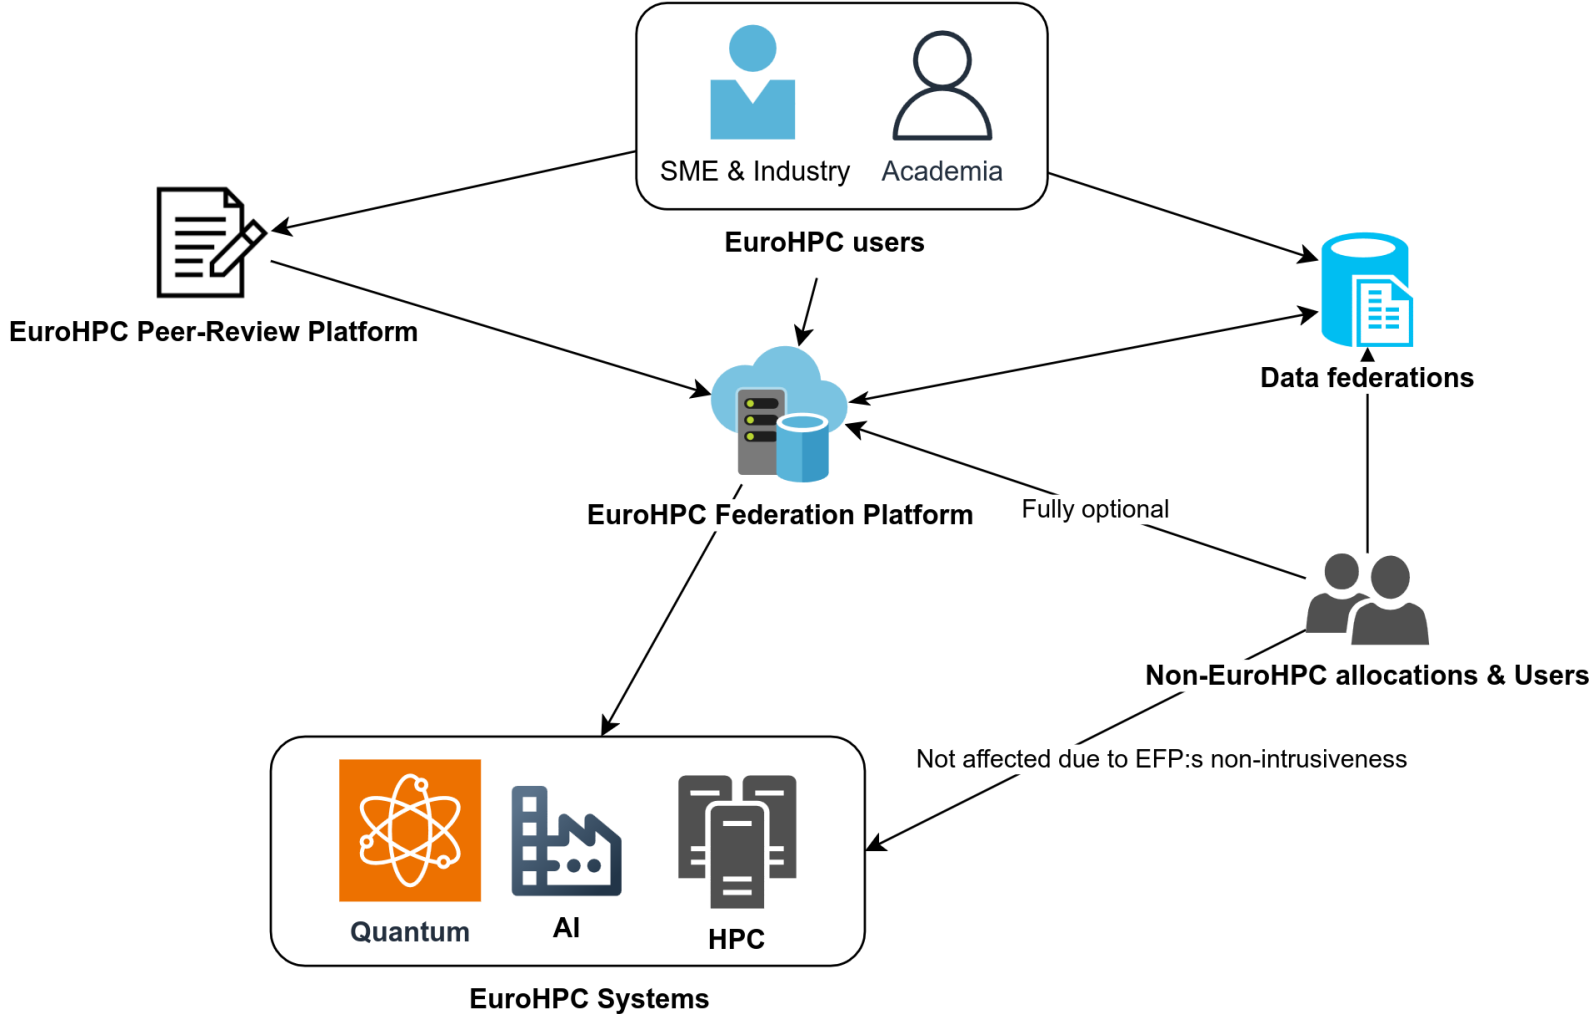 SME & Industry
Academia
EuroHPC users
EuroHPC Peer-Review Platform
Data federations
EuroHPC Federation Platform
Fully optional
Non-EuroHPC allocations & Users
Not affected due to EFP:s non-intrusiveness
Quantum
AI
HPC
EuroHPC Systems